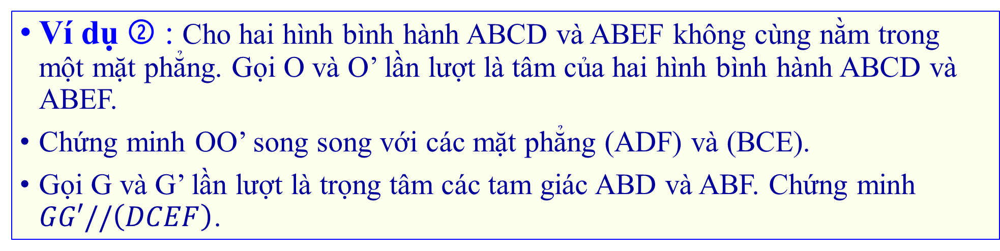 • Ví dụ ② : Cho hai hình bình hành ABCD và ABEF không cùng nằm trong
một mặt phẳng. Gọi O và O’ lần lượt là tâm của hai hình bình hành ABCD và
ABEF.
• Chứng minh OO’ song song với các mặt phẳng (ADF) và (BCE).
• Gọi G và G’ lần lượt là trọng tâm các tam giác ABD và ABF. Chứng minh
𝐺𝐺′//(𝐷𝐶𝐸𝐹).